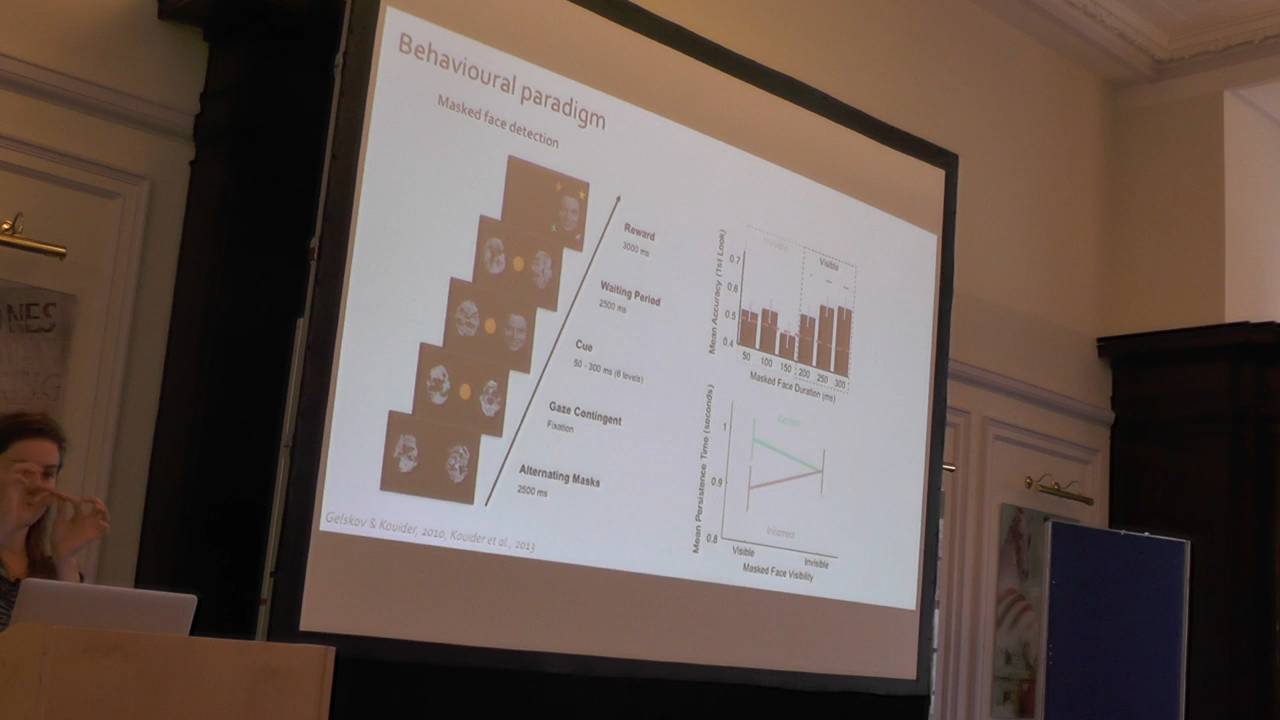 Behavioural paradigm
Masked face detection
Reward
3000 ms
Waiting Period
2500 ms
Cue
50 - 300 ms (6 levels)
Gaze Contingent
Fixation
Alternating Masks
2500 ms
Gelskov & Kouider, 2010, Kouider et al., 2013
Mean Accuracy (1st Look)
0.7
0.6
0.5
0.4
Invisible
Visible
50 100 150 200 250 300
Masked Face Duration (ms)
Mean Persistence Time (seconds)
1
0.9
0.8
Correct
Incorrect
Visible
Invisible
Masked Face Visibility
NES